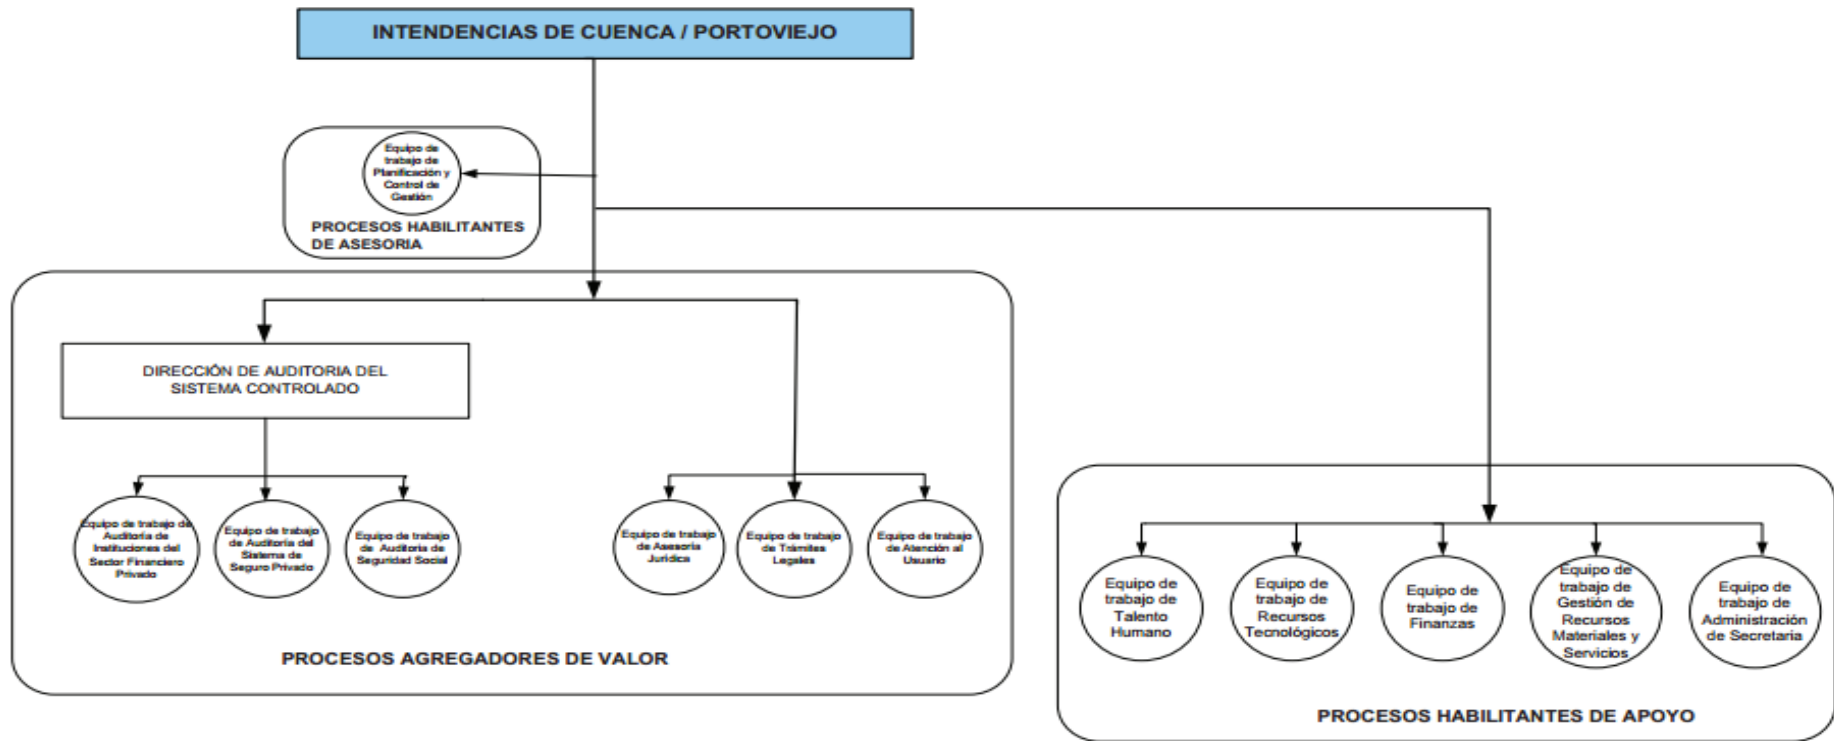 INTENDENCIAS DE CUENCA / PORTOVIEJO
Equipo de
trabajo de
Planificación y
Control de
Gestión
PROCESOS HABILITANTES
DE ASESORIA
DIRECCIÓN DE AUDITORIA DEL
SISTEMA CONTROLADO
Equipo de trabajo de
Auditoría de
Instituciones del
Sector Financiero
Privado
Equipo de trabajo
de Auditoría del
Sistema de
Seguro Privado
Equipo de trabajo
de Auditoria de
Seguridad Social
Equipo de trabajo
de Asesoría
Jurídica
Equipo de trabajo
de Trámites
Legales
Equipo de trabajo
de Atención al
Usuario
PROCESOS AGREGADORES DE VALOR
Equipo de
trabajo de
Talento
Humano
Equipo de
trabajo de
Recursos
Tecnológicos
Equipo de
trabajo de
Finanzas
Equipo de
trabajo de
Gestión de
Recursos
Materiales y
Servicios
Equipo de
trabajo de
Administración
de Secretaria
PROCESOS HABILITANTES DE APOYO